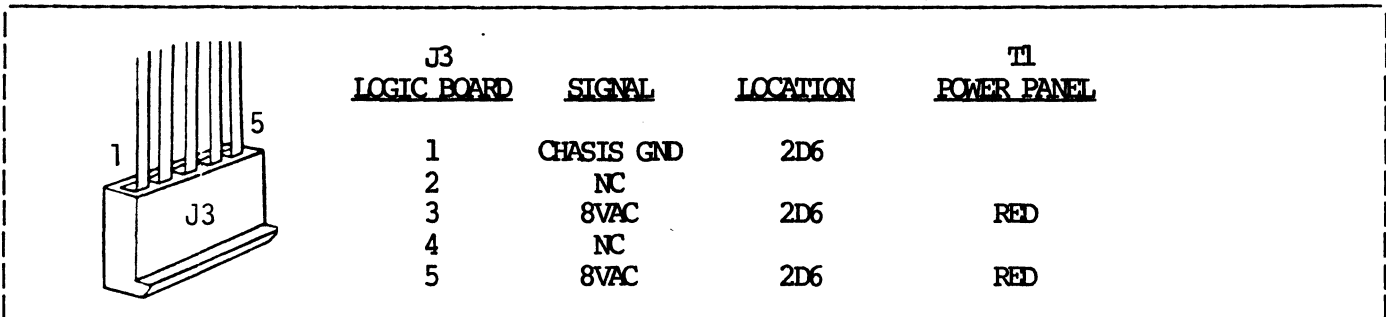 J3 T1
LOGIC BOARD SIGNAL LOCATION POWER PANEL
1 CHASIS GND 2D6
2 NC
3 8VAC 2D6 RED
4 NC
5 8VAC 2D6 RED
1 5
J3